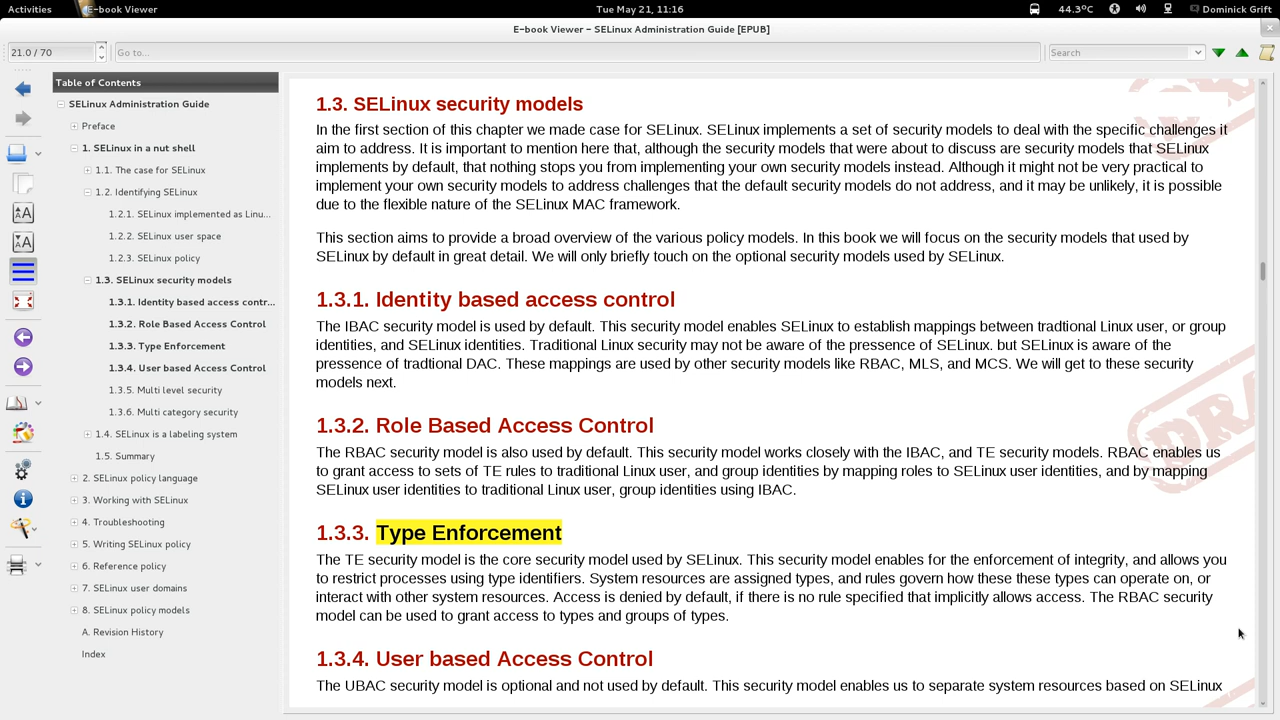 Activities
E-book Viewer
Tue May 21, 11:16
44.3°C
Dominick Grift
E-book Viewer – SELinux Administration Guide [EPUB]
21.0 / 70
Go to...
Search
Table of Contents
SELinux Administration Guide
Preface
1. SELinux in a nut shell
1.1. The case for SELinux
1.2. Identifying SELinux
1.2.1. SELinux implemented as Linu...
1.2.2. SELinux user space
1.2.3. SELinux policy
1.3. SELinux security models
1.3.1. Identity based access contr...
1.3.2. Role Based Access Control
1.3.3. Type Enforcement
1.3.4. User based Access Control
1.3.5. Multi level security
1.3.6. Multi category security
1.4. SELinux is a labeling system
1.5. Summary
2. SELinux policy language
3. Working with SELinux
4. Troubleshooting
5. Writing SELinux policy
6. Reference policy
7. SELinux user domains
8. SELinux policy models
A. Revision History
Index
1.3. SELinux security models
In the first section of this chapter we made case for SELinux. SELinux implements a set of security models to deal with the specific challenges it
aim to address. It is important to mention here that, although the security models that were about to discuss are security models that SELinux
implements by default, that nothing stops you from implementing your own security models instead. Although it might not be very practical to
implement your own security models to address challenges that the default security models do not address, and it may be unlikely, it is possible
due to the flexible nature of the SELinux MAC framework.
This section aims to provide a broad overview of the various policy models. In this book we will focus on the security models that used by
SELinux by default in great detail. We will only briefly touch on the optional security models used by SELinux.
1.3.1. Identity based access control
The IBAC security model is used by default. This security model enables SELinux to establish mappings between tradtional Linux user, or group
identities, and SELinux identities. Traditional Linux security may not be aware of the presence of SELinux. but SELinux is aware of the
presence of tradtional DAC. These mappings are used by other security models like RBAC, MLS, and MCS. We will get to these security
models next.
1.3.2. Role Based Access Control
The RBAC security model is also used by default. This security model works closely with the IBAC, and TE security models. RBAC enables us
to grant access to sets of TE rules to traditional Linux user, and group identities by mapping roles to SELinux user identities, and by mapping
SELinux user identities to traditional Linux user, group identities using IBAC.
1.3.3. Type Enforcement
The TE security model is the core security model used by SELinux. This security model enables for the enforcement of integrity, and allows you
to restrict processes using type identifiers. System resources are assigned types, and rules govern how these these types can operate on, or
interact with other system resources. Access is denied by default, if there is no rule specified that implicitly allows access. The RBAC security
model can be used to grant access to types and groups of types.
1.3.4. User based Access Control
The UBAC security model is optional and not used by default. This security model enables us to separate system resources based on SELinux